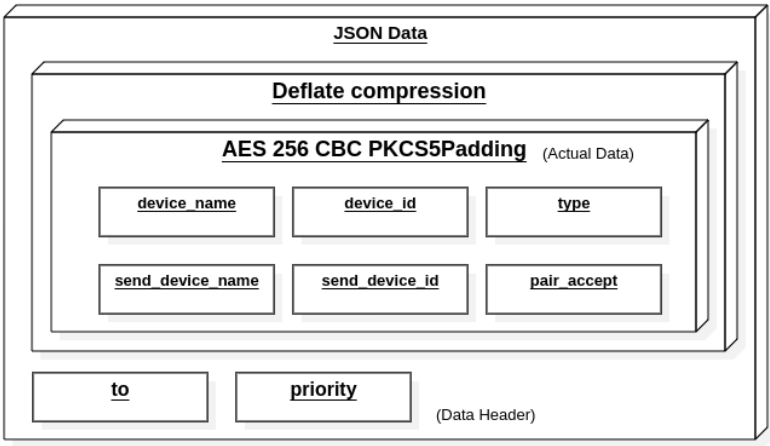 JSON Data
Deflate compression
AES 256 CBC PKCS5Padding (Actual Data)
device_name device_id type
send_device_name send_device_id pair_accept
to priority (Data Header)